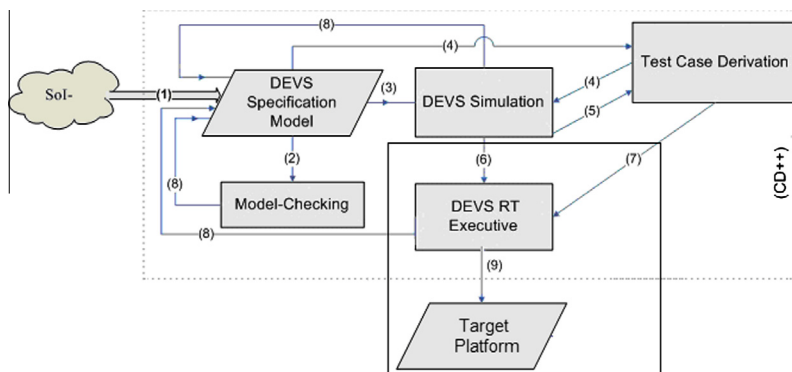 (8)
(4)
SoI-
(1)
DEVS
Specification
Model
(3)
DEVS Simulation
(4)
(5)
Test Case Derivation
(2)
(6)
(7)
(8)
Model-Checking
(8)
DEVS RT
Executive
(CD++)
(9)
Target
Platform